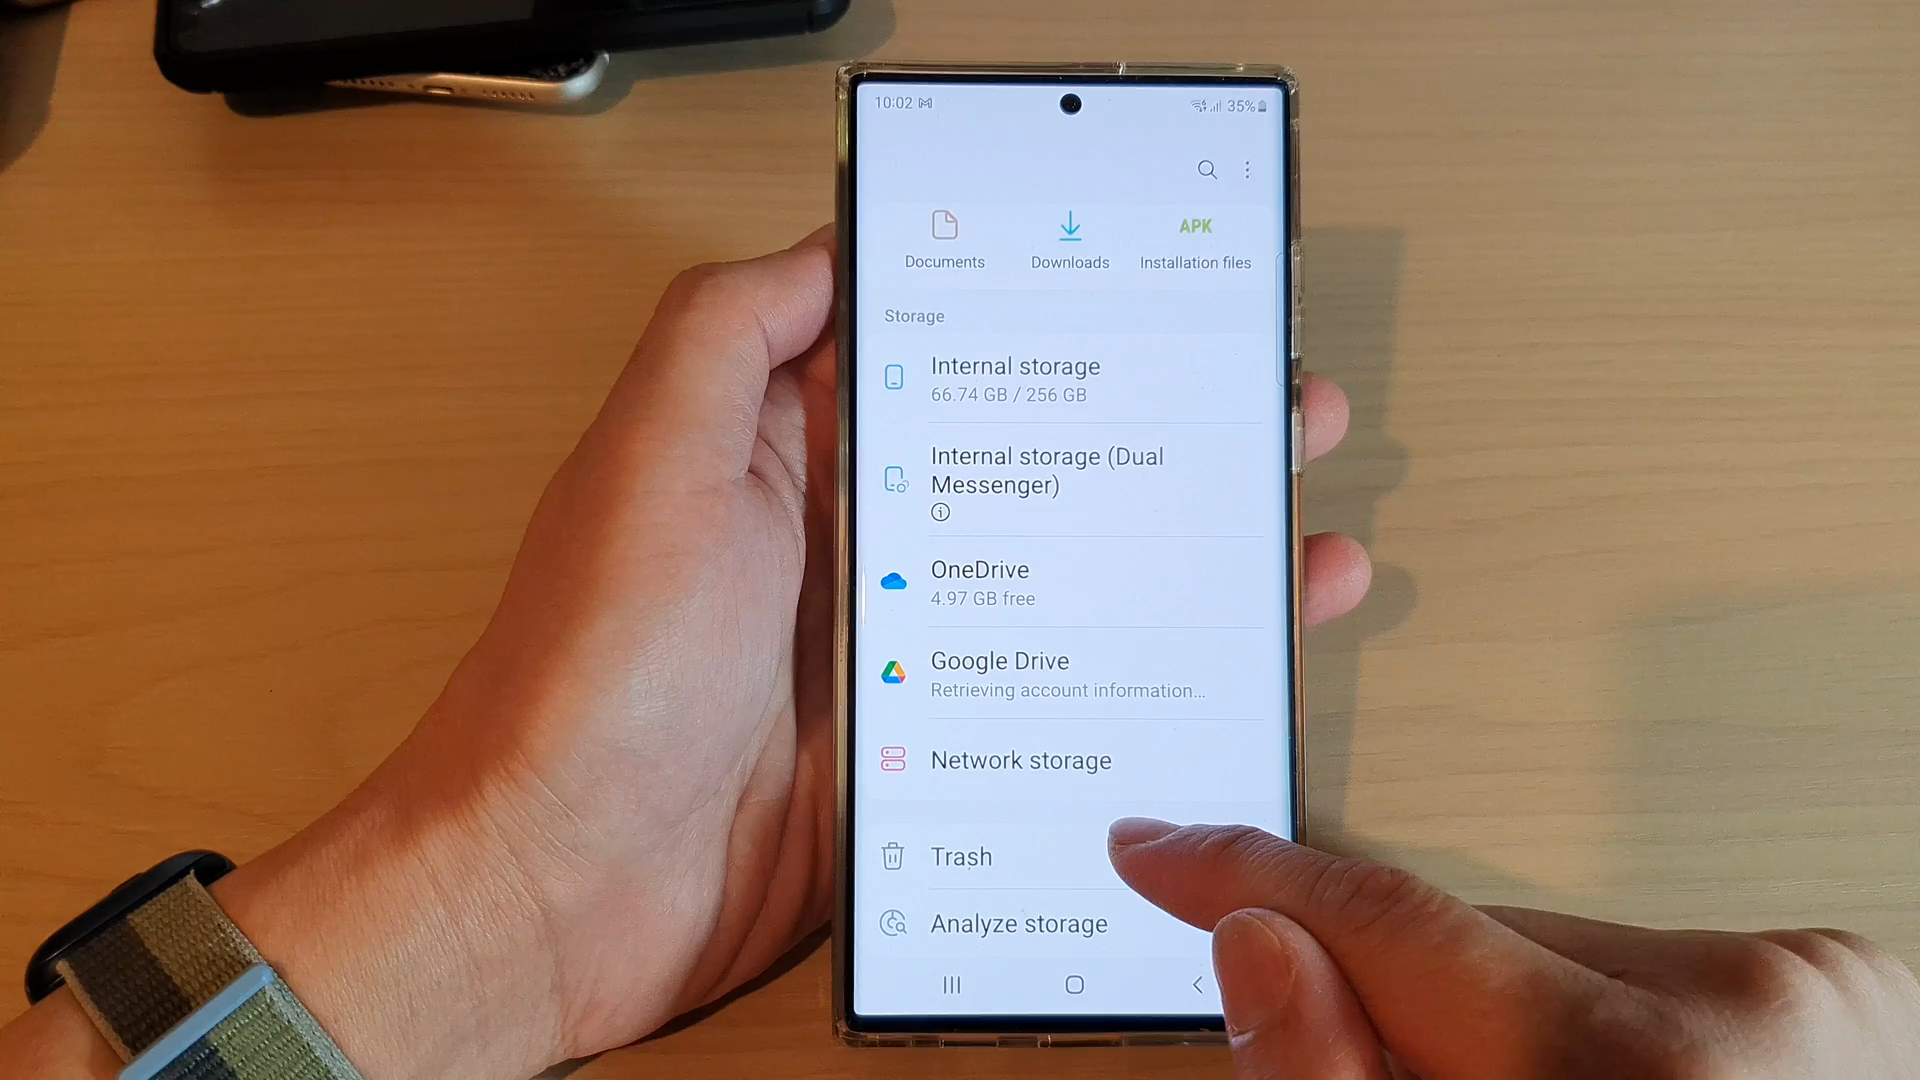 10:02
35%
Documents
Downloads
APK
Installation files
Storage
Internal storage
66.74 GB / 256 GB
Internal storage (Dual
Messenger)
OneDrive
4.97 GB free
Google Drive
Retrieving account information...
Network storage
Trash
Analyze storage